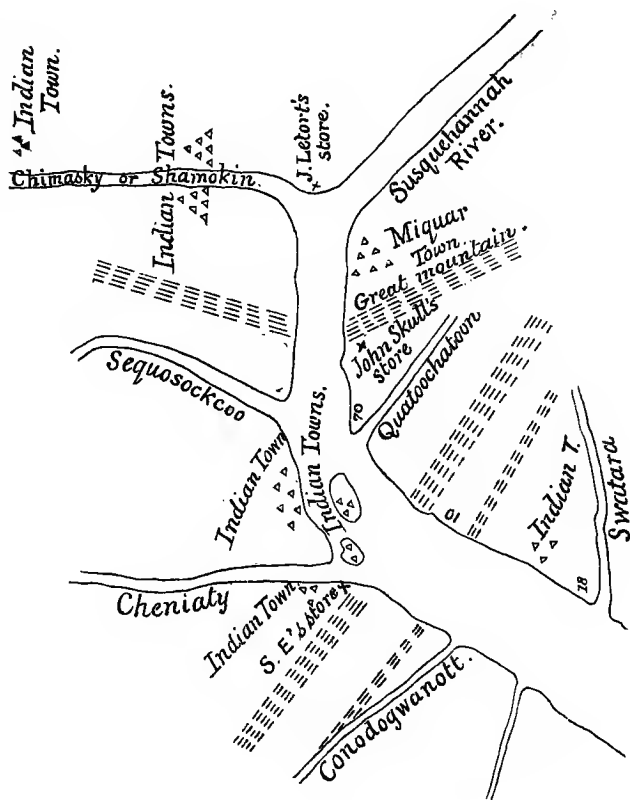 Indian
Town.
Chimasky or Shamokin.
Indian Towns.
J. Letort's
store.
Susquehannah
River.
Miquar
Town.
Great mountain.
John Skull's
store
70
Quatoochatoon
Sequosockcoo
Indian Town
Indian Towns.
10
Indian T.
Swatara
18
Cheniaty
Indian Town.
S. E's store
Conodogwanott.